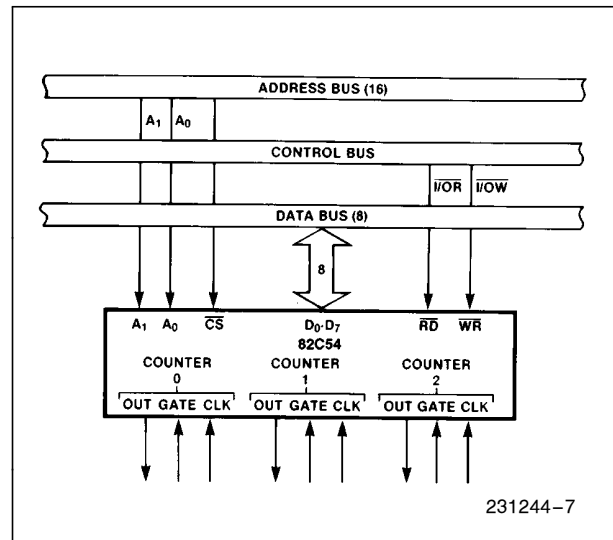 ADDRESS BUS (16)
A₁ A₀
CONTROL BUS
I/OR I/OW
DATA BUS (8)
8
A₁ A₀ CS D₀-D₇ RD WR
82C54
COUNTER COUNTER COUNTER
0 1 2
OUT GATE CLK OUT GATE CLK OUT GATE CLK
231244-7